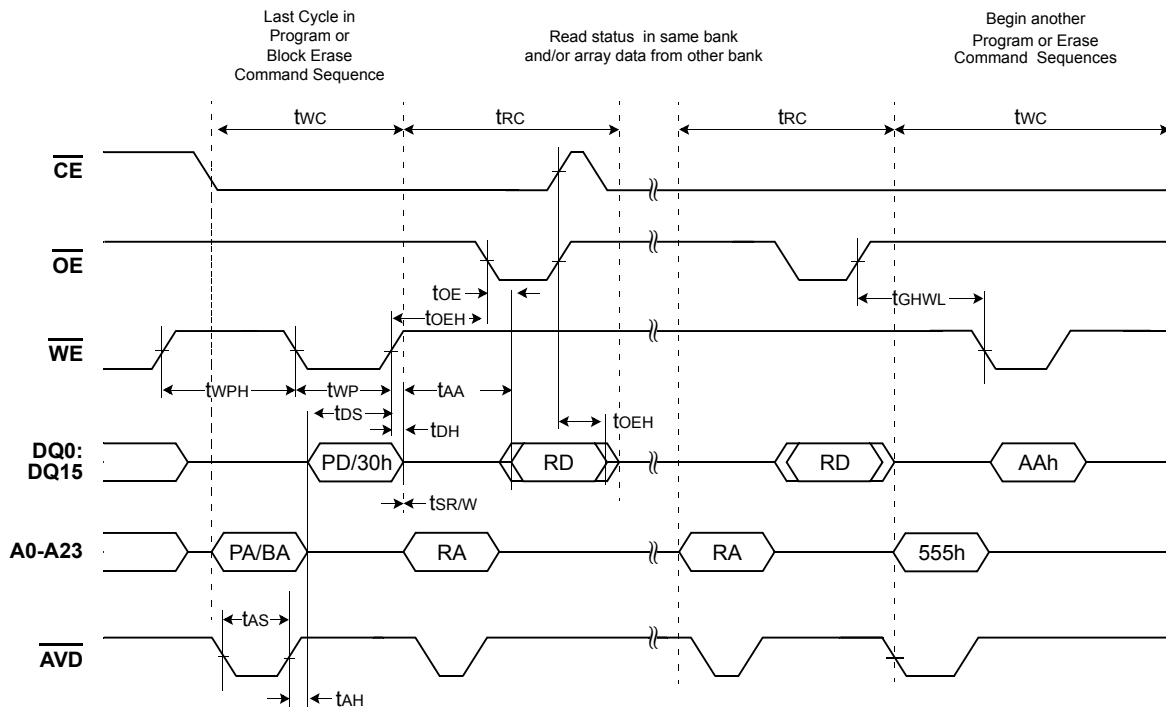 Last Cycle in
Program or
Block Erase
Command Sequence
Read status in same bank
and/or array data from other bank
Begin another
Program or Erase
Command Sequences
tWC
tRC
tRC
tWC
CE
OE
tOE
tOEH
tGHWL
WE
tWPH
tWP
tAA
tDS
tDH
tOEH
DQ0:
DQ15
PD/30h
RD
RD
AAh
tSR/W
A0-A23
PA/BA
RA
RA
555h
tAS
AVD
tAH